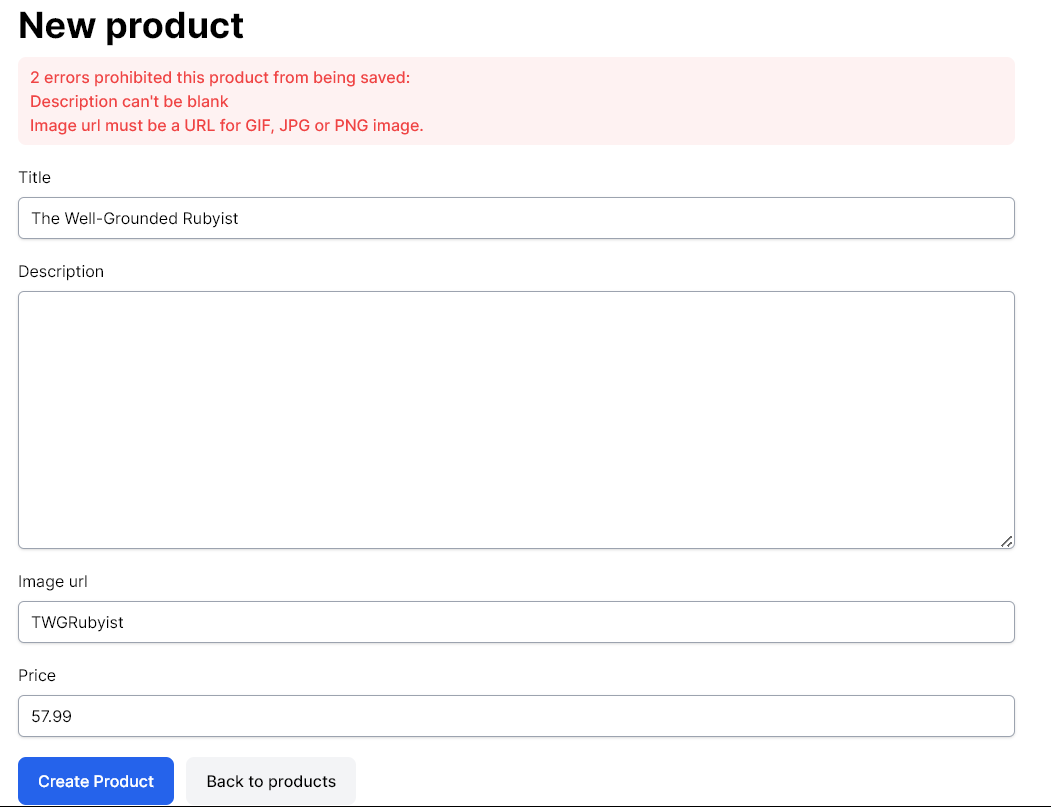 New product
2 errors prohibited this product from being saved:
Description can't be blank
Image url must be a URL for GIF, JPG or PNG image.
Title
The Well-Grounded Rubyist
Description
Image url
TWGRubyist
Price
57.99
Create Product Back to products